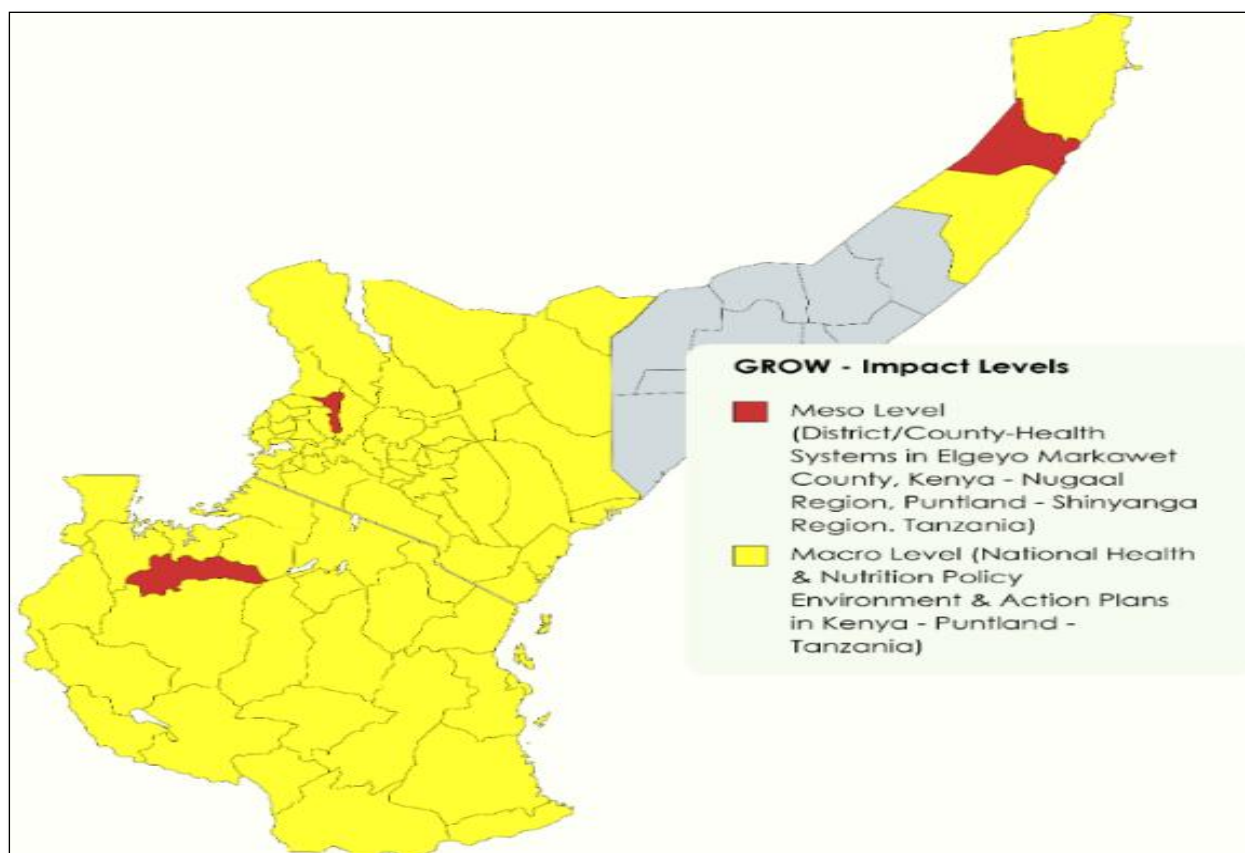 GROW - Impact Levels
Meso Level
(District/County-Health
Systems in Elgeyo Markawet
County, Kenya - Nugaal
Region, Puntland - Shinyanga
Region. Tanzania)
Macro Level (National Health
& Nutrition Policy
Environment & Action Plans
in Kenya - Puntland -
Tanzania)